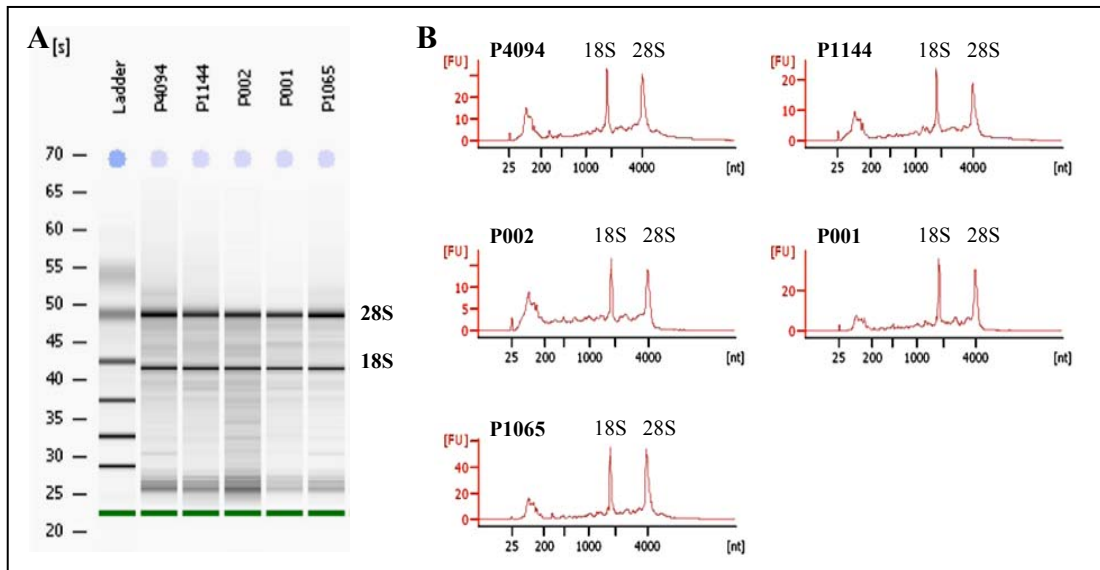 A [s]
Ladder
P4094
P1144
P002
P001
P1065
70
65
60
55
50
45
40
35
30
25
20
28S
18S
B
P4094 18S 28S
[FU]
20
10
0
25 200 1000 4000 [nt]
P1144 18S 28S
[FU]
20
10
0
25 200 1000 4000 [nt]
P002 18S 28S
[FU]
10
5
0
25 200 1000 4000 [nt]
P001 18S 28S
[FU]
20
0
25 200 1000 4000 [nt]
P1065 18S 28S
[FU]
40
20
0
25 200 1000 4000 [nt]